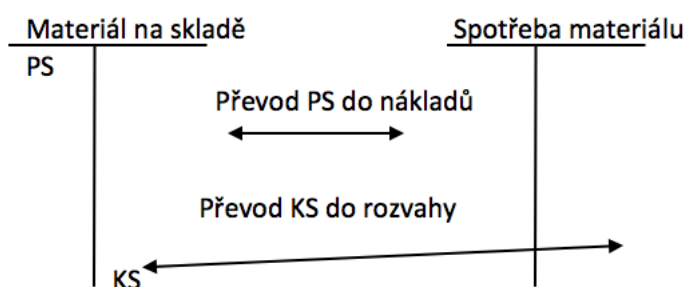 Materiál na skladě
Spotřeba materiálu
PS
Převod PS do nákladů
Převod KS do rozvahy
KS